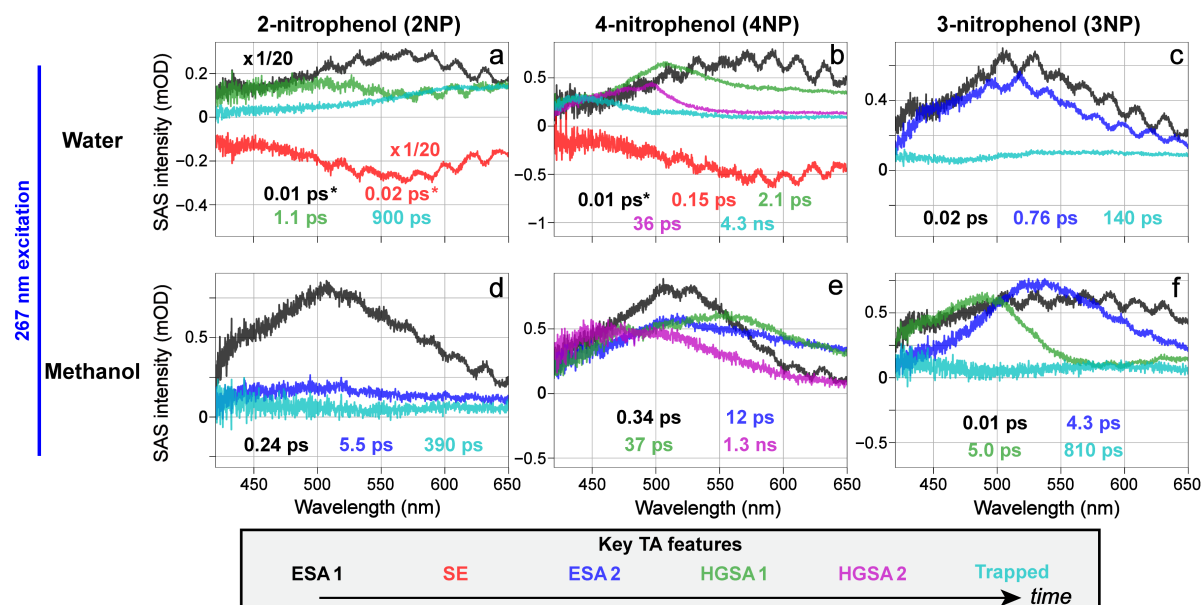 2-nitrophenol (2NP)
4-nitrophenol (4NP)
3-nitrophenol (3NP)
267 nm excitation
Water
Methanol
SAS intensity (mOD)
0.2
0
−0.2
−0.4
a
x 1/20
x 1/20
0.01 ps* 0.02 ps*
1.1 ps 900 ps
0.5
0
−0.5
−1
b
0.01 ps* 0.15 ps 2.1 ps
36 ps 4.3 ns
0.4
0
c
0.02 ps 0.76 ps 140 ps
SAS intensity (mOD)
0.5
0
d
0.24 ps 5.5 ps 390 ps
450 500 550 600 650
Wavelength (nm)
0.5
0
−0.5
e
0.34 ps 12 ps
37 ps 1.3 ns
450 500 550 600 650
Wavelength (nm)
0.5
0
−0.5
f
0.01 ps 4.3 ps
5.0 ps 810 ps
450 500 550 600 650
Wavelength (nm)
Key TA features
ESA 1 SE ESA 2 HGSA 1 HGSA 2 Trapped
time